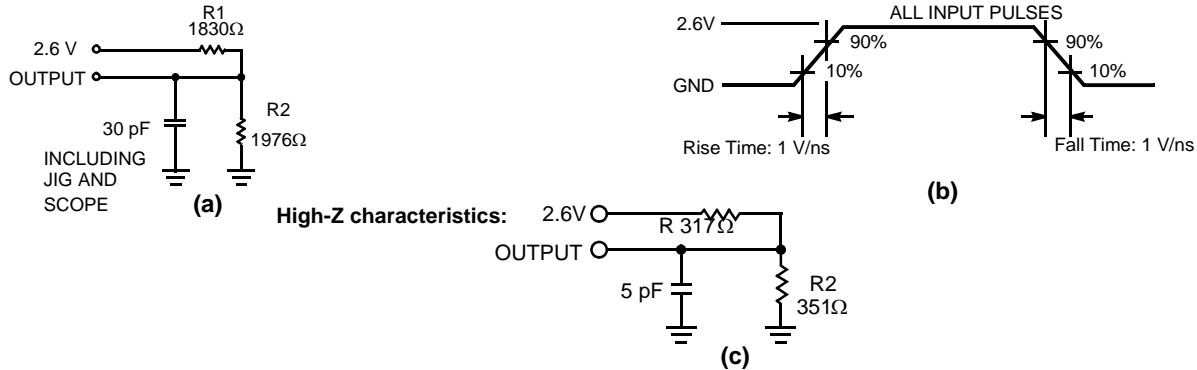 R1
1830Ω
2.6 V
OUTPUT
R2
1976Ω
30 pF
INCLUDING
JIG AND
SCOPE
(a)
ALL INPUT PULSES
2.6V
90%
10%
GND
90%
10%
Rise Time: 1 V/ns
Fall Time: 1 V/ns
(b)
High-Z characteristics:
2.6V
R 317Ω
OUTPUT
R2
351Ω
5 pF
(c)